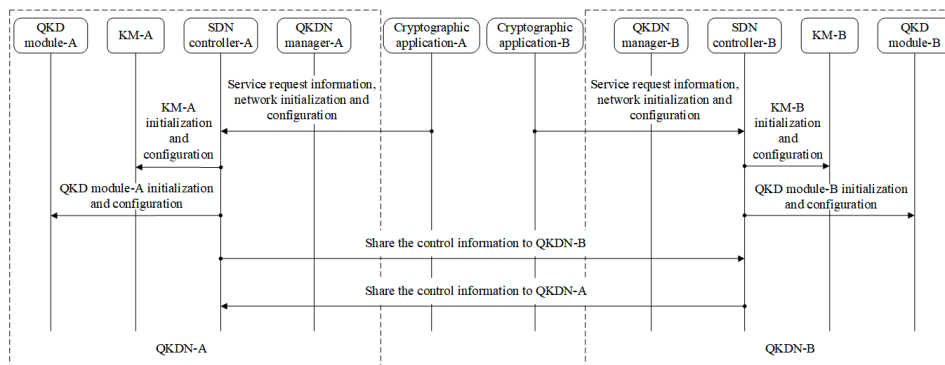 QKD
module-A
KM-A
SDN
controller-A
QKDN
manager-A
Cryptographic
application-A
Cryptographic
application-B
QKDN
manager-B
SDN
controller-B
KM-B
QKD
module-B
Service request information,
network initialization and
configuration
Service request information,
network initialization and
configuration
KM-A
initialization
and
configuration
KM-B
initialization
and
configuration
QKD module-A initialization
and configuration
QKD module-B initialization
and configuration
Share the control information to QKDN-B
Share the control information to QKDN-A
QKDN-A
QKDN-B